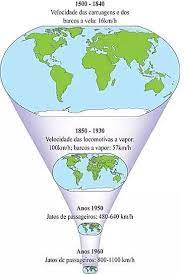 1500 - 1840
Velocidade das carruagens e dos
barcos a vela: 16km/h
1850 - 1930
Velocidade das locomotivas a vapor:
100km/h; barcos a vapor: 57km/h
Anos 1950
Jatos de passageiros: 480-640 km/h
Anos 1960
Jatos de passageiros: 800-1100 km/h